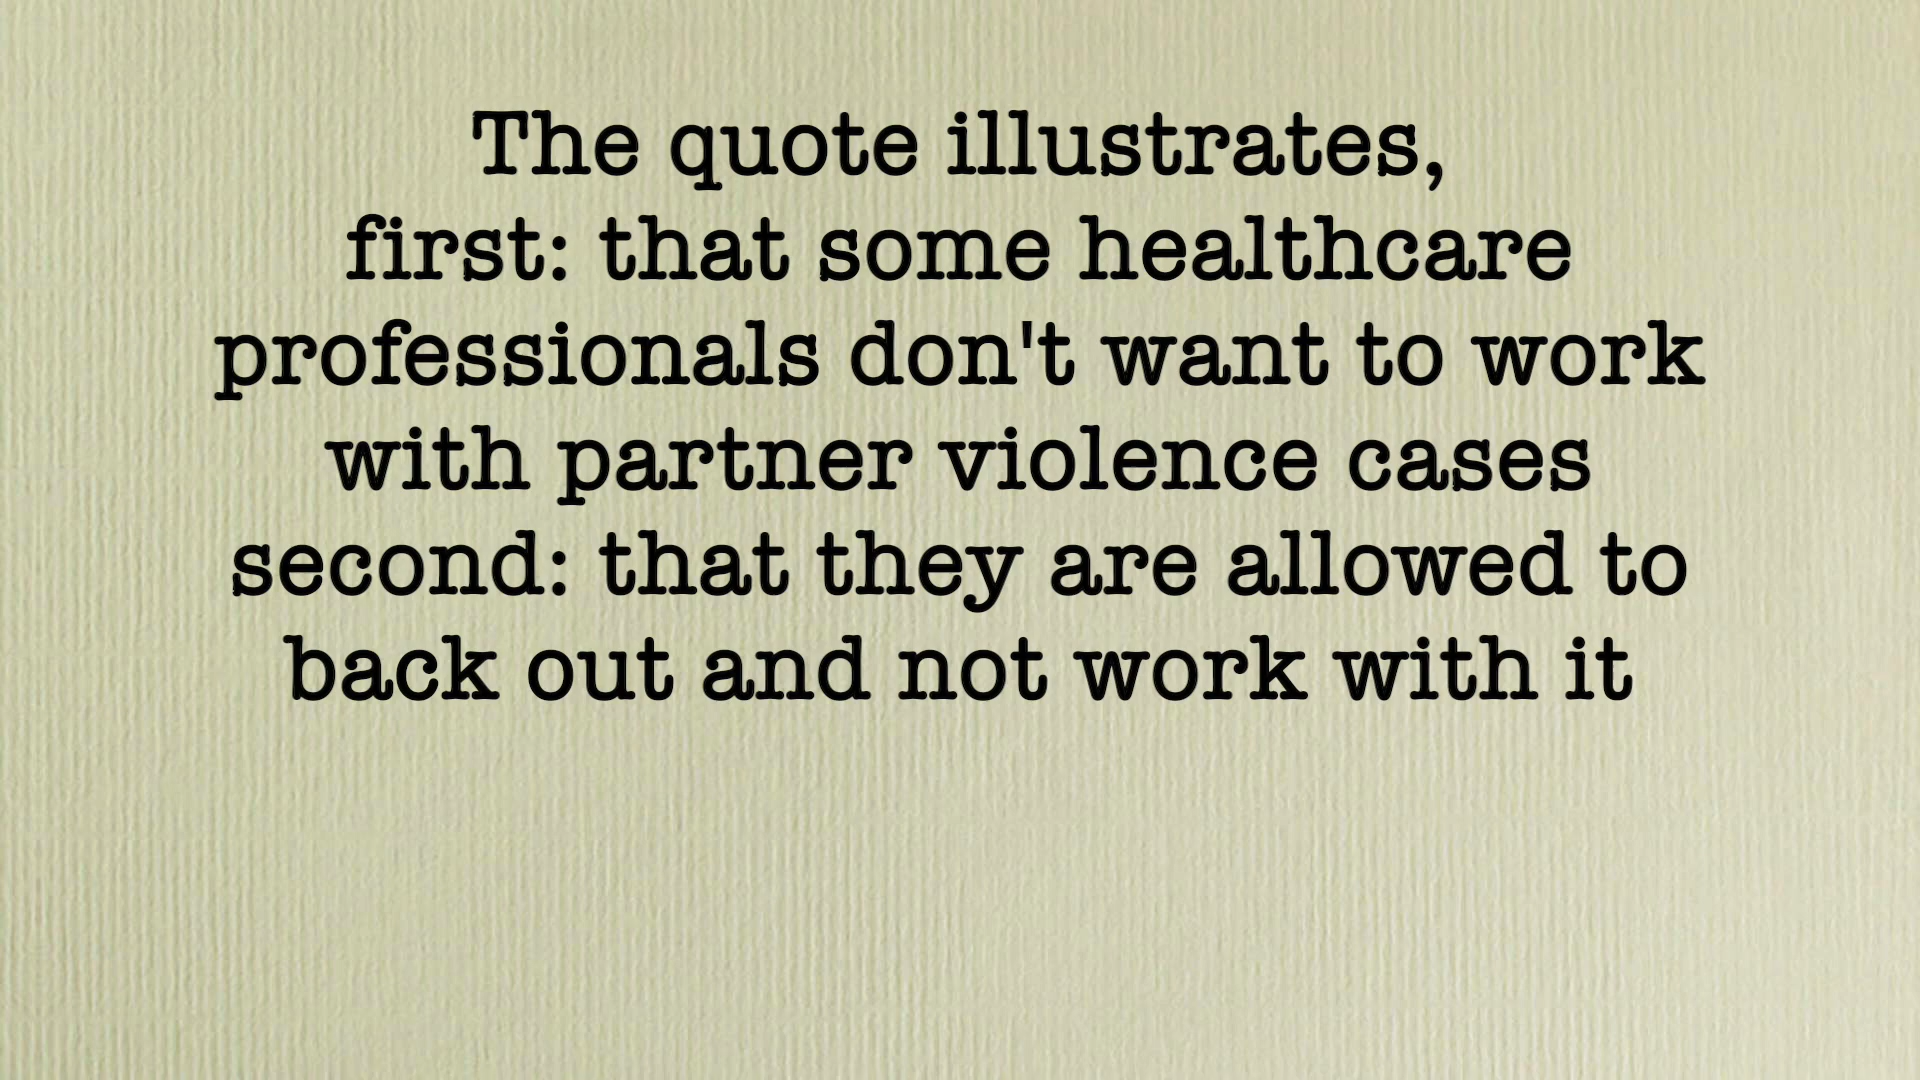 The quote illustrates,
first: that some healthcare
professionals don't want to work
with partner violence cases
second: that they are allowed to
back out and not work with it